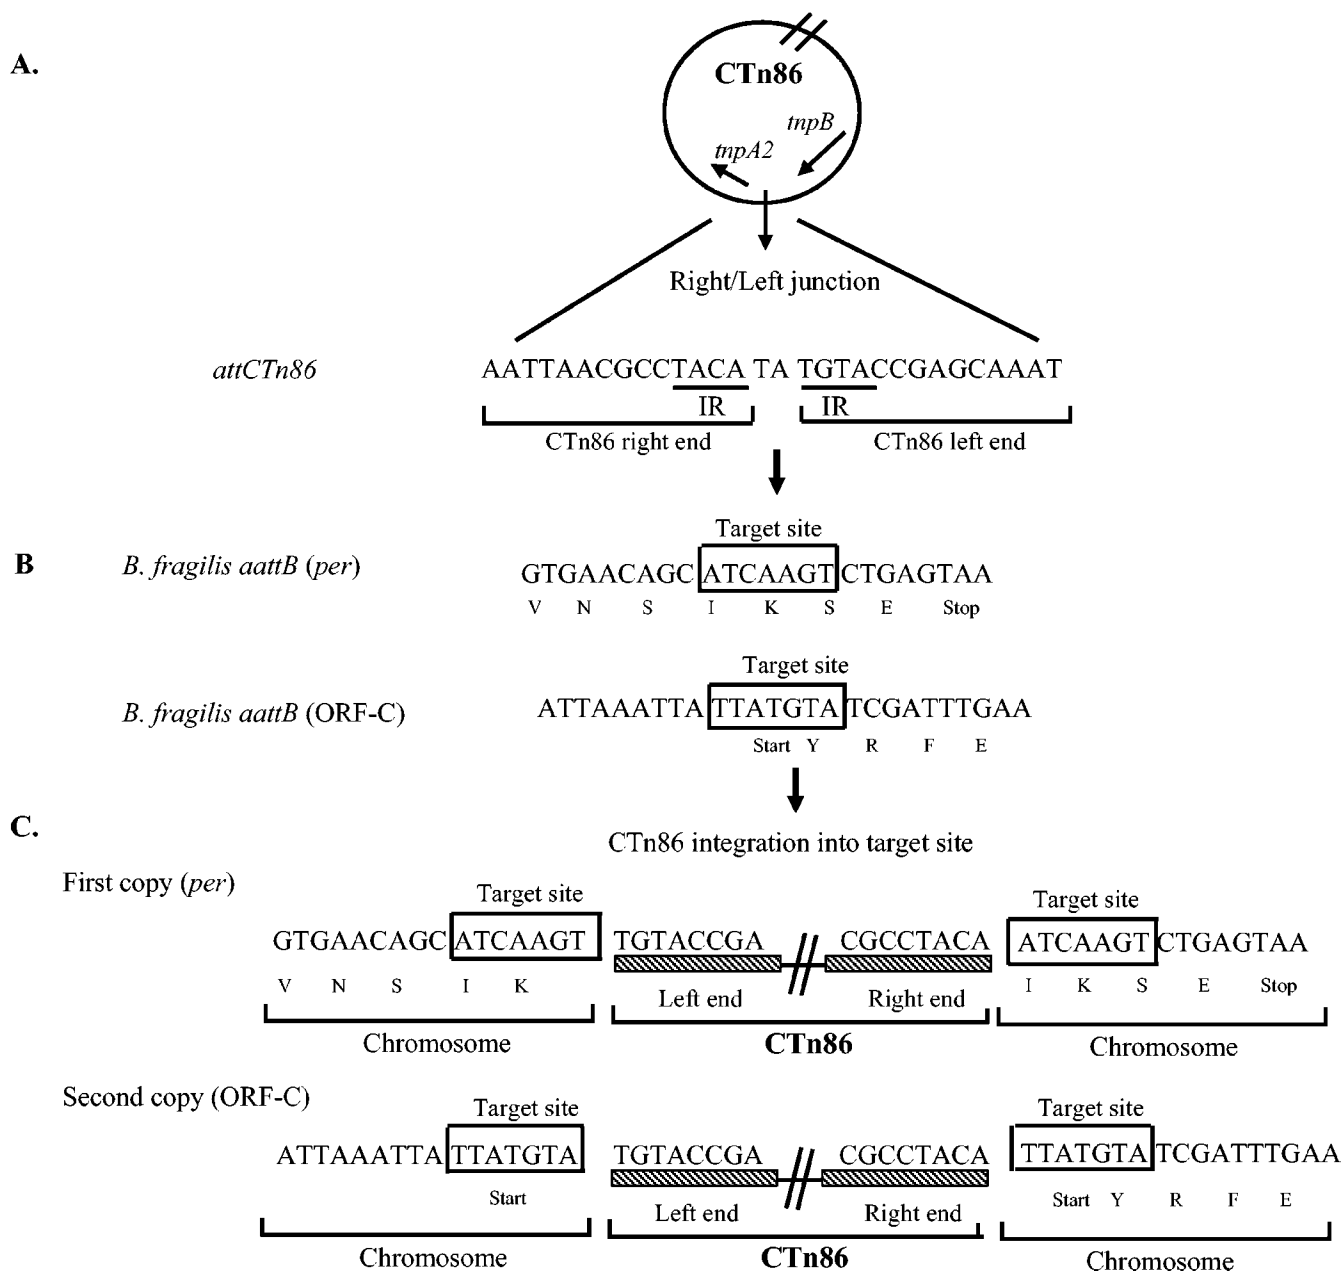 A.
CTn86
tnpB
tnpA2
Right/Left junction
attCTn86
AATTAACGCCTACA TA TGTACCGAGCAAAT
IR IR
CTn86 right end CTn86 left end
Target site
B B. fragilis aattB (per) GTGAACAGC ATCAAGT CTGAGTAA
V N S I K S E Stop
Target site
B. fragilis aattB (ORF-C) ATTAAATTA TTATGTA TCGATTTGAA
Start Y R F E
C.
CTn86 integration into target site
First copy (per)
Target site Target site
GTGAACAGC ATCAAGT TGTACCGA CGCCTACA ATCAAGT CTGAGTAA
V N S I K Left end Right end I K S E Stop
Chromosome CTn86 Chromosome
Second copy (ORF-C)
Target site Target site
ATTAAATTA TTATGTA TGTACCGA CGCCTACA TTATGTA TCGATTTGAA
Start Left end Right end Start Y R F E
Chromosome CTn86 Chromosome